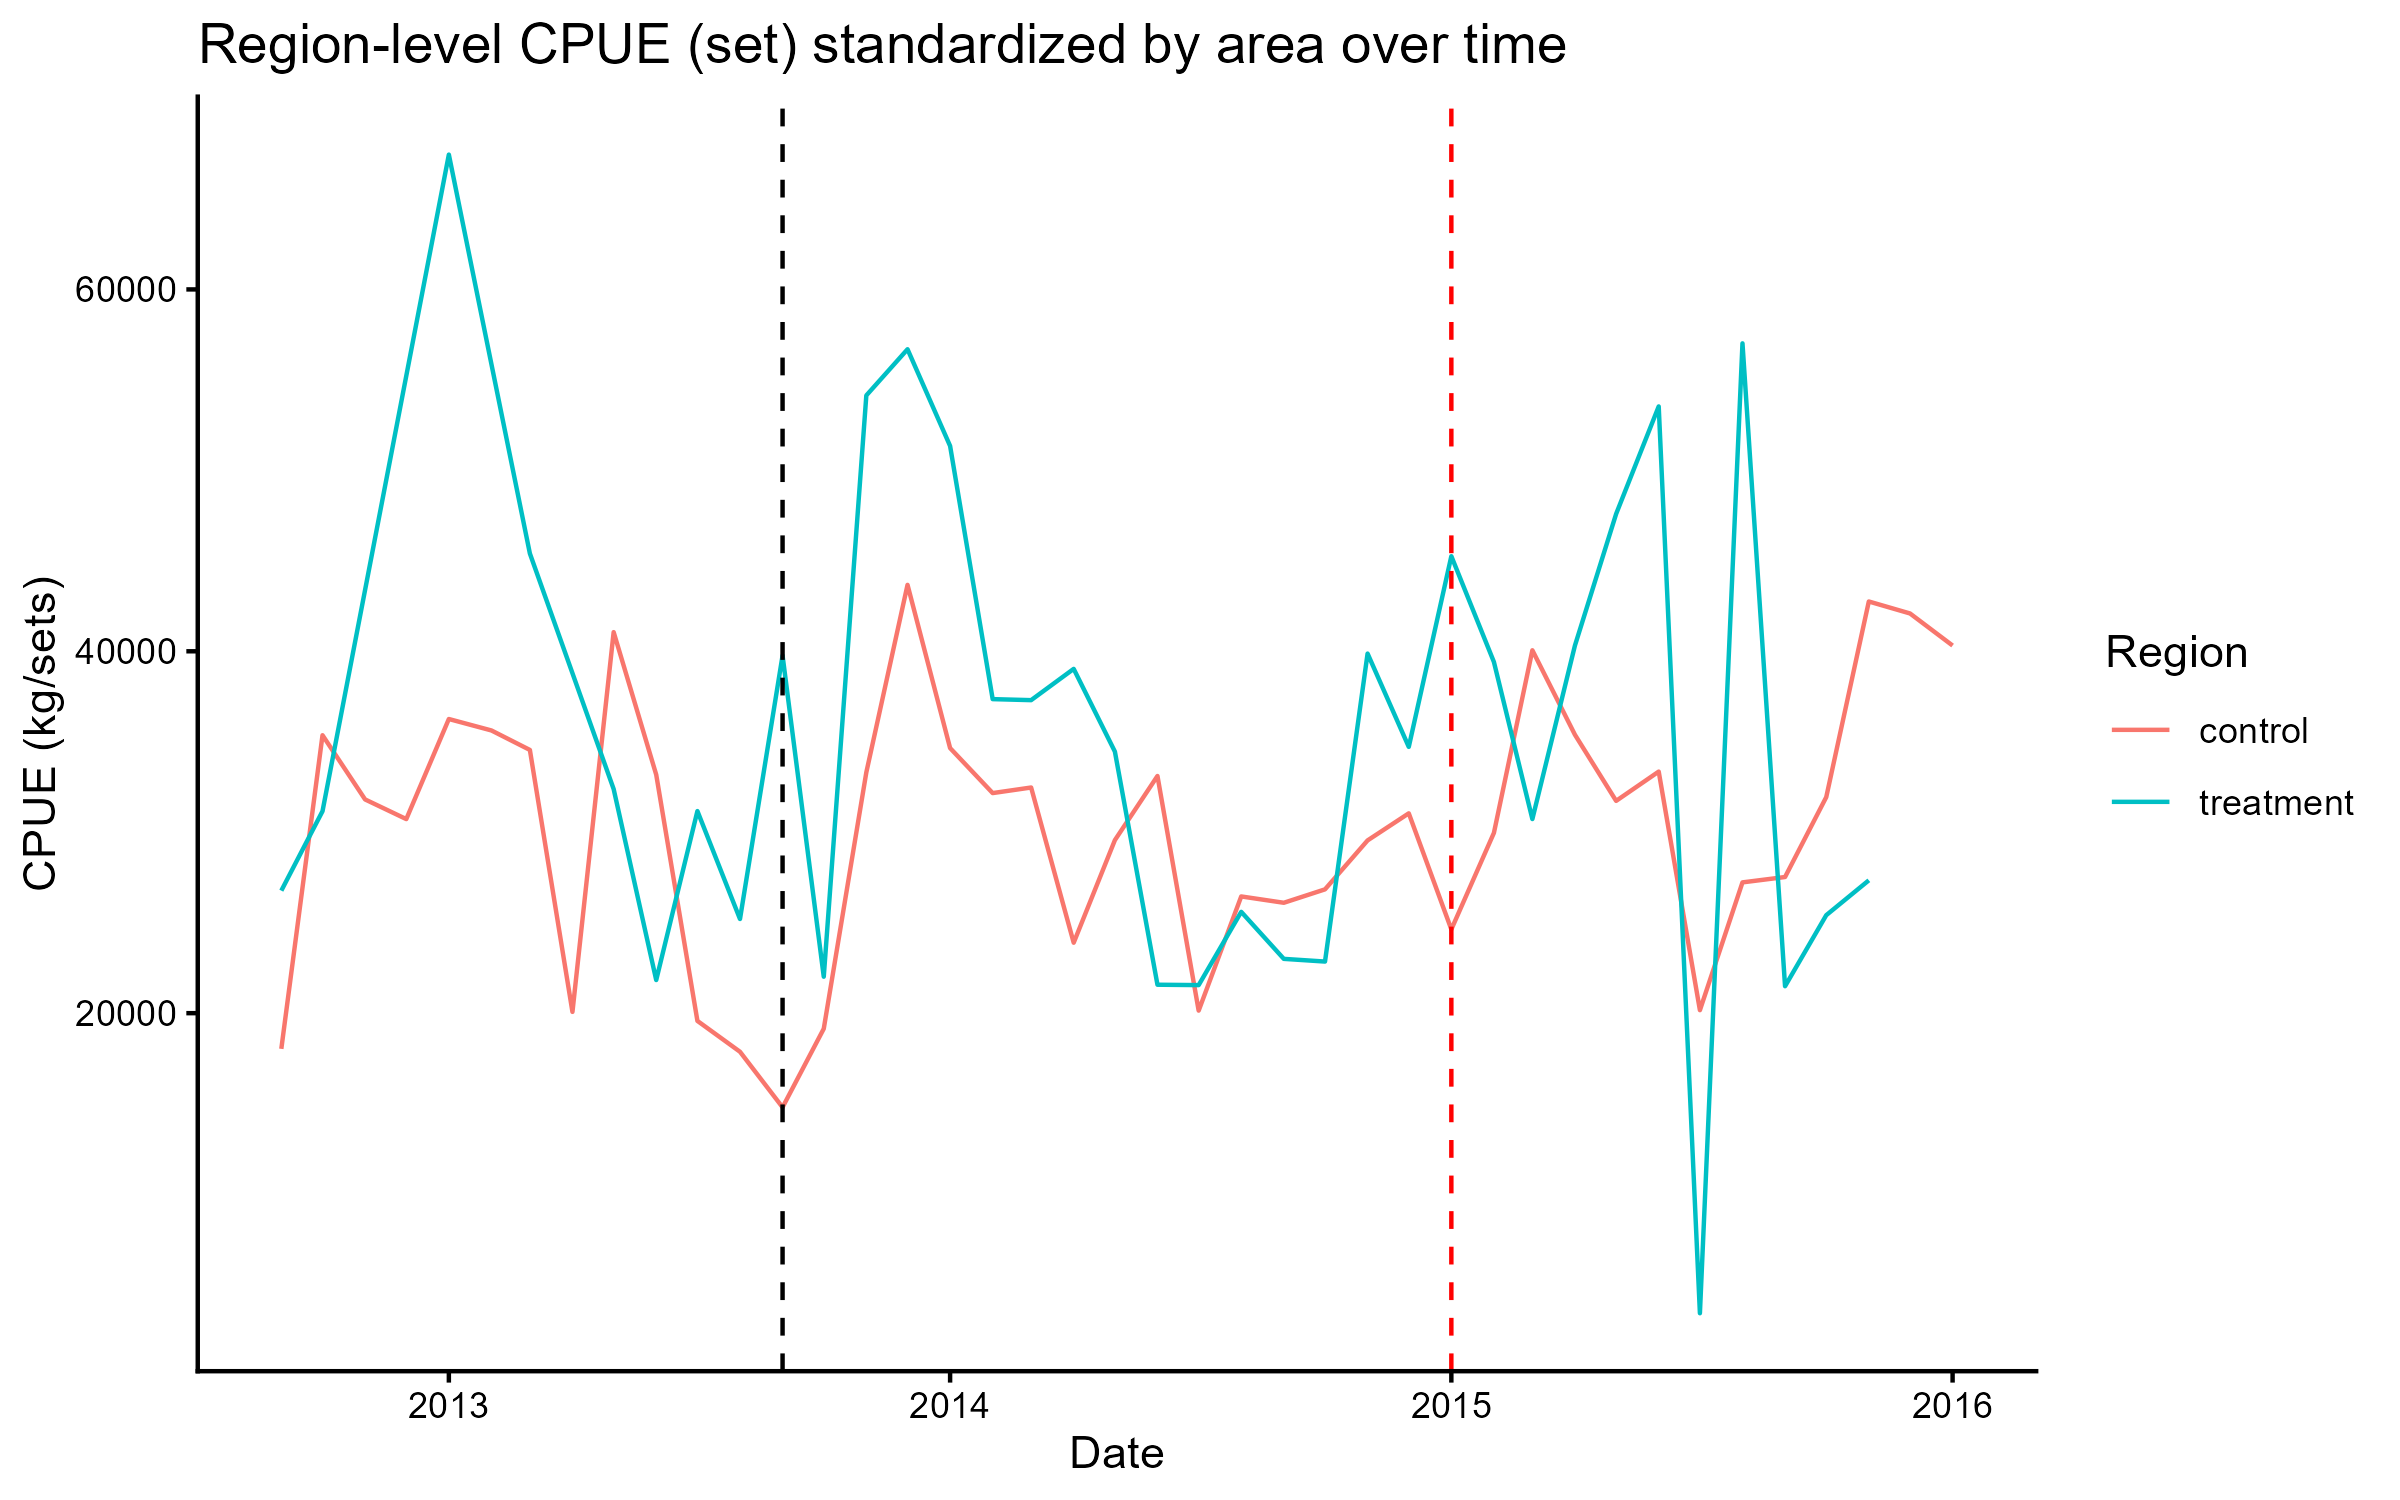 Region-level CPUE (set) standardized by area over time
CPUE (kg/sets)
60000
40000
20000
2013
2014
2015
2016
Date
Region
control
treatment